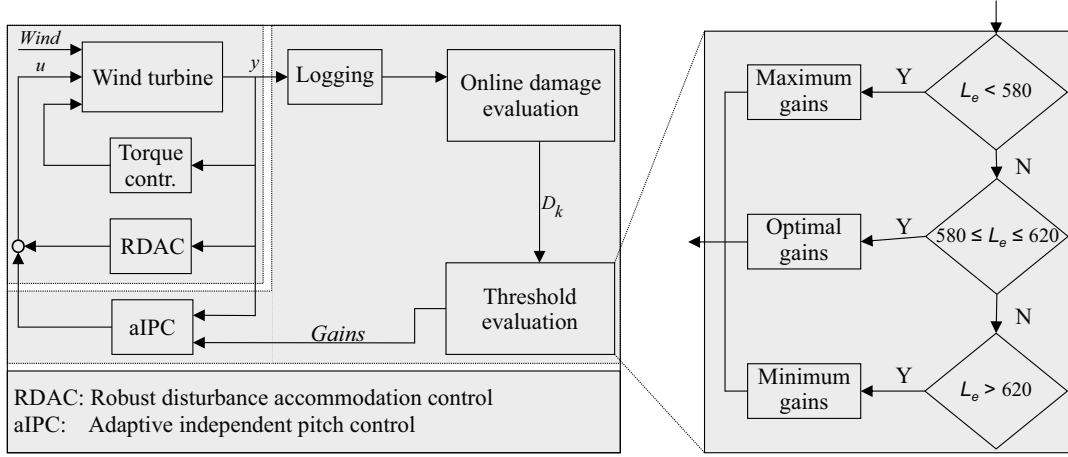 Wind
u
Wind turbine
y
Logging
Online damage
evaluation
Torque
contr.
RDAC
D_k
aIPC
Gains
Threshold
evaluation
RDAC: Robust disturbance accommodation control
aIPC: Adaptive independent pitch control
Maximum
gains
Y
L_e < 580
N
Optimal
gains
Y
580 ≤ L_e ≤ 620
N
Minimum
gains
Y
L_e > 620